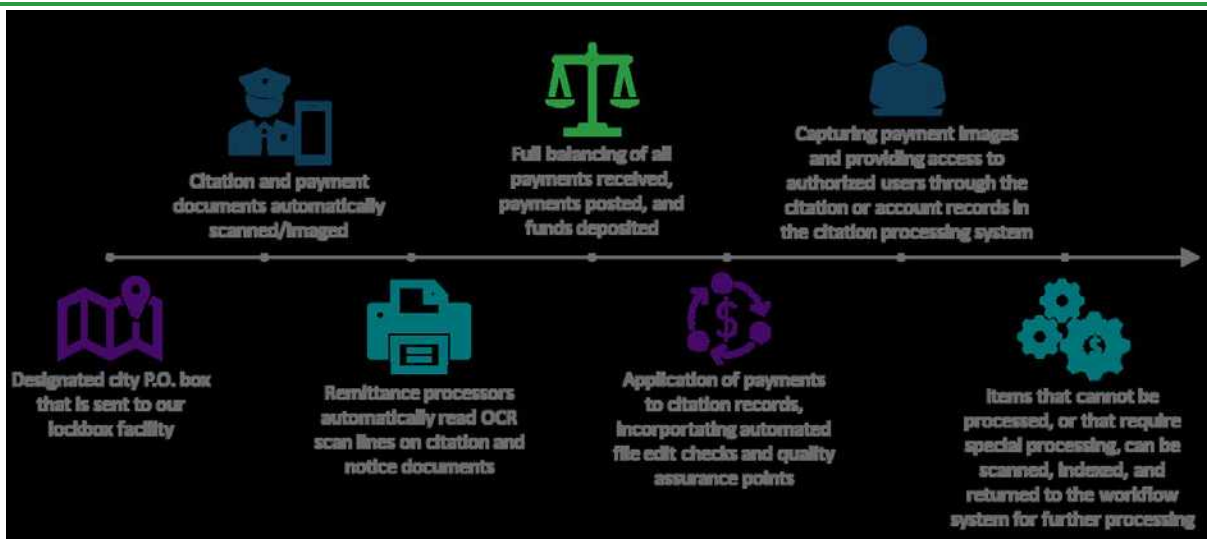 Citation and payment
documents automatically
scanned/imaged
Full balancing of all
payments received,
payments posted, and
funds deposited
Capturing payment images
and providing access to
authorized users through the
citation or account records in
the citation processing system
Designated city P.O. box
that is sent to our
lockbox facility
Remittance processors
automatically read OCR
scan lines on citation and
notice documents
$
Application of payments
to citation records,
incorportating automated
file edit checks and quality
assurance points
$
Items that cannot be
processed, or that require
special processing, can be
scanned, indexed, and
returned to the workflow
system for further processing